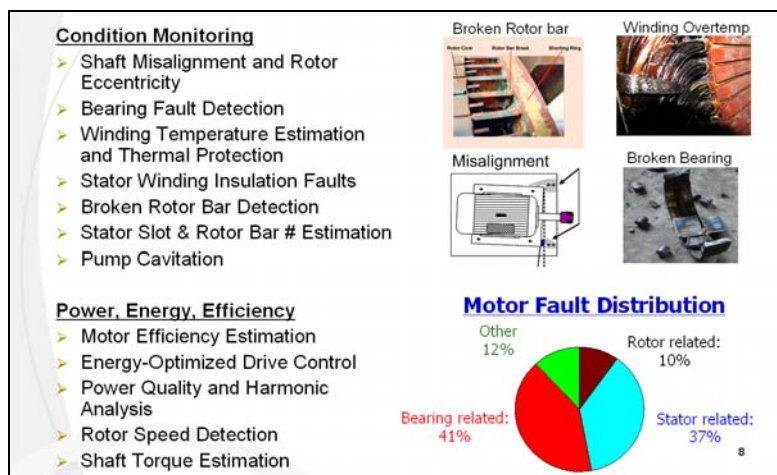 Condition Monitoring
Shaft Misalignment and Rotor
Eccentricity
Bearing Fault Detection
Winding Temperature Estimation
and Thermal Protection
Stator Winding Insulation Faults
Broken Rotor Bar Detection
Stator Slot & Rotor Bar # Estimation
Pump Cavitation
Power, Energy, Efficiency
Motor Efficiency Estimation
Energy-Optimized Drive Control
Power Quality and Harmonic
Analysis
Rotor Speed Detection
Shaft Torque Estimation
Broken Rotor bar
Rotor Core
Rotor Bar Break
Shorting Ring
Winding Overtemp
Misalignment
Broken Bearing
Motor Fault Distribution
Other
12%
Rotor related:
10%
Bearing related:
41%
Stator related:
37%
8